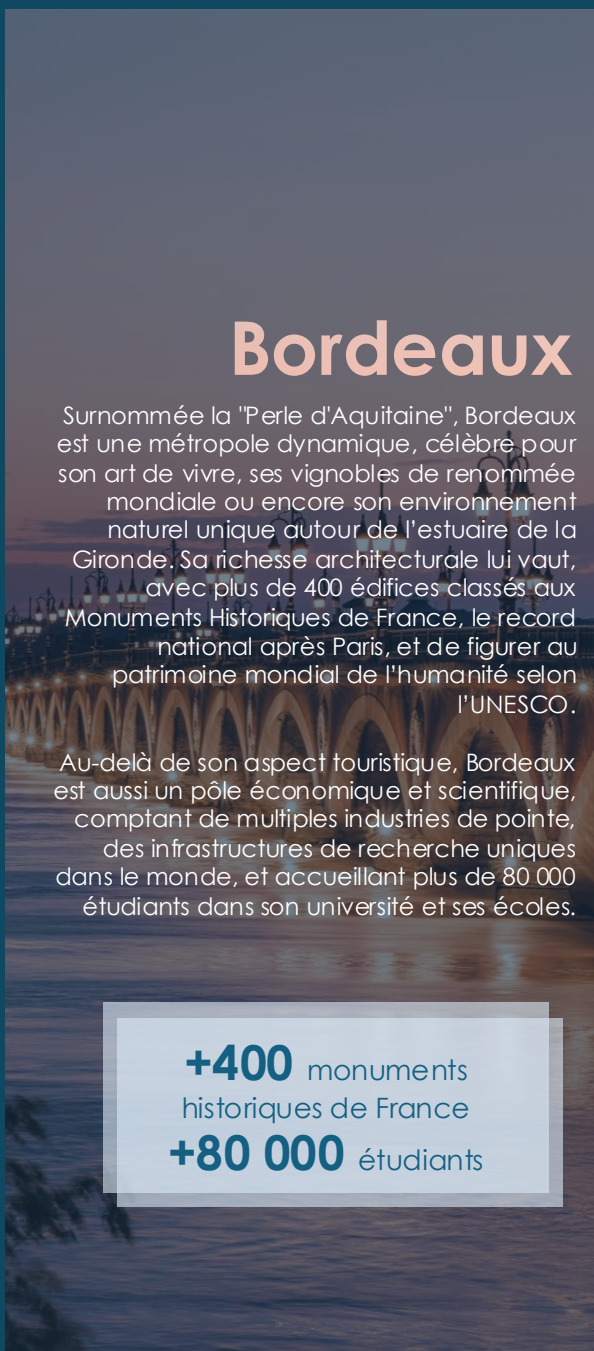 Bordeaux
Surnommée la "Perle d'Aquitaine", Bordeaux
est une métropole dynamique, célèbre pour
son art de vivre, ses vignobles de renommée
mondiale ou encore son environnement
naturel unique autour de l'estuaire de la
Gironde. Sa richesse architecturale lui vaut,
avec plus de 400 édifices classés aux
Monuments Historiques de France, le record
national après Paris, et de figurer au
patrimoine mondial de l'humanité selon
l'UNESCO.
Au-delà de son aspect touristique, Bordeaux
est aussi un pôle économique et scientifique,
comptant de multiples industries de pointe,
des infrastructures de recherche uniques
dans le monde, et accueillant plus de 80 000
étudiants dans son université et ses écoles.
+400 monuments
historiques de France
+80 000 étudiants